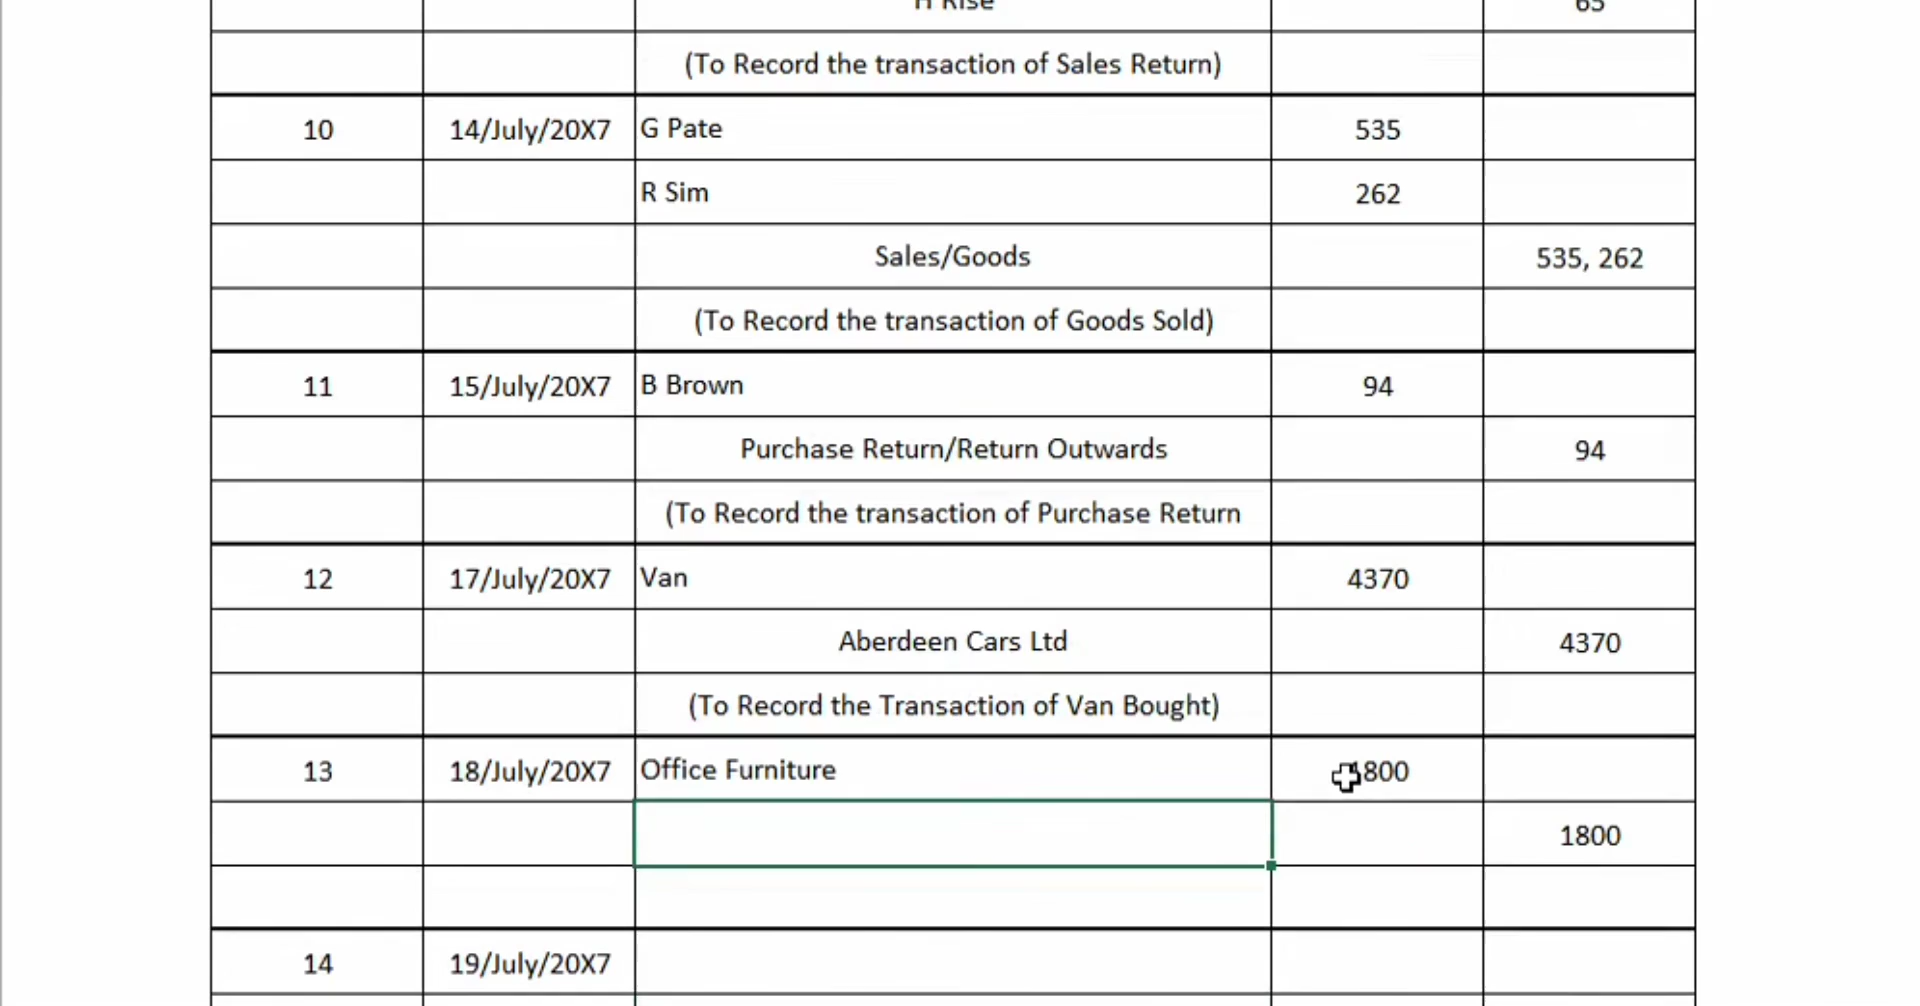 H Rise 65
(To Record the transaction of Sales Return)
10 14/July/20X7 G Pate 535
R Sim 262
Sales/Goods 535, 262
(To Record the transaction of Goods Sold)
11 15/July/20X7 B Brown 94
Purchase Return/Return Outwards 94
(To Record the transaction of Purchase Return
12 17/July/20X7 Van 4370
Aberdeen Cars Ltd 4370
(To Record the Transaction of Van Bought)
13 18/July/20X7 Office Furniture 1800
1800
14 19/July/20X7